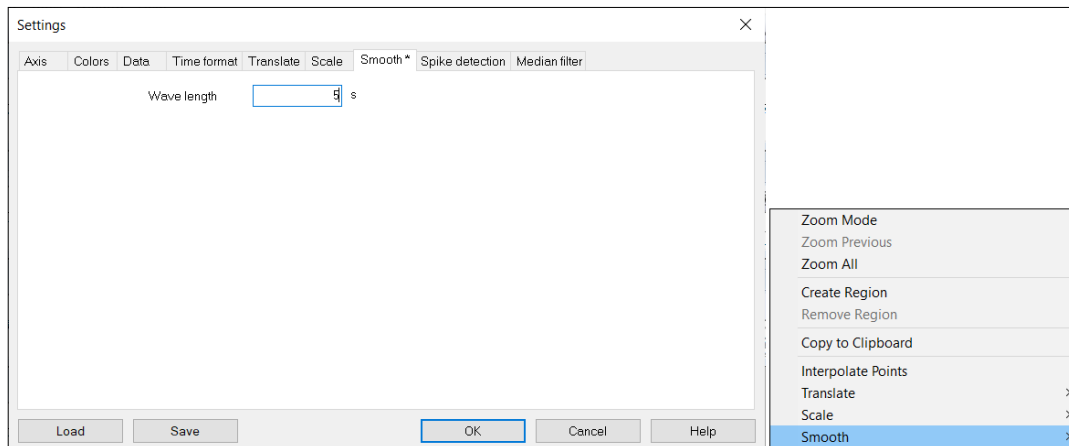 Settings
Axis Colors Data Time format Translate Scale Smooth* Spike detection Median filter
Wave length 5 s
Load Save OK Cancel Help
Zoom Mode
Zoom Previous
Zoom All
Create Region
Remove Region
Copy to Clipboard
Interpolate Points
Translate
Scale
Smooth